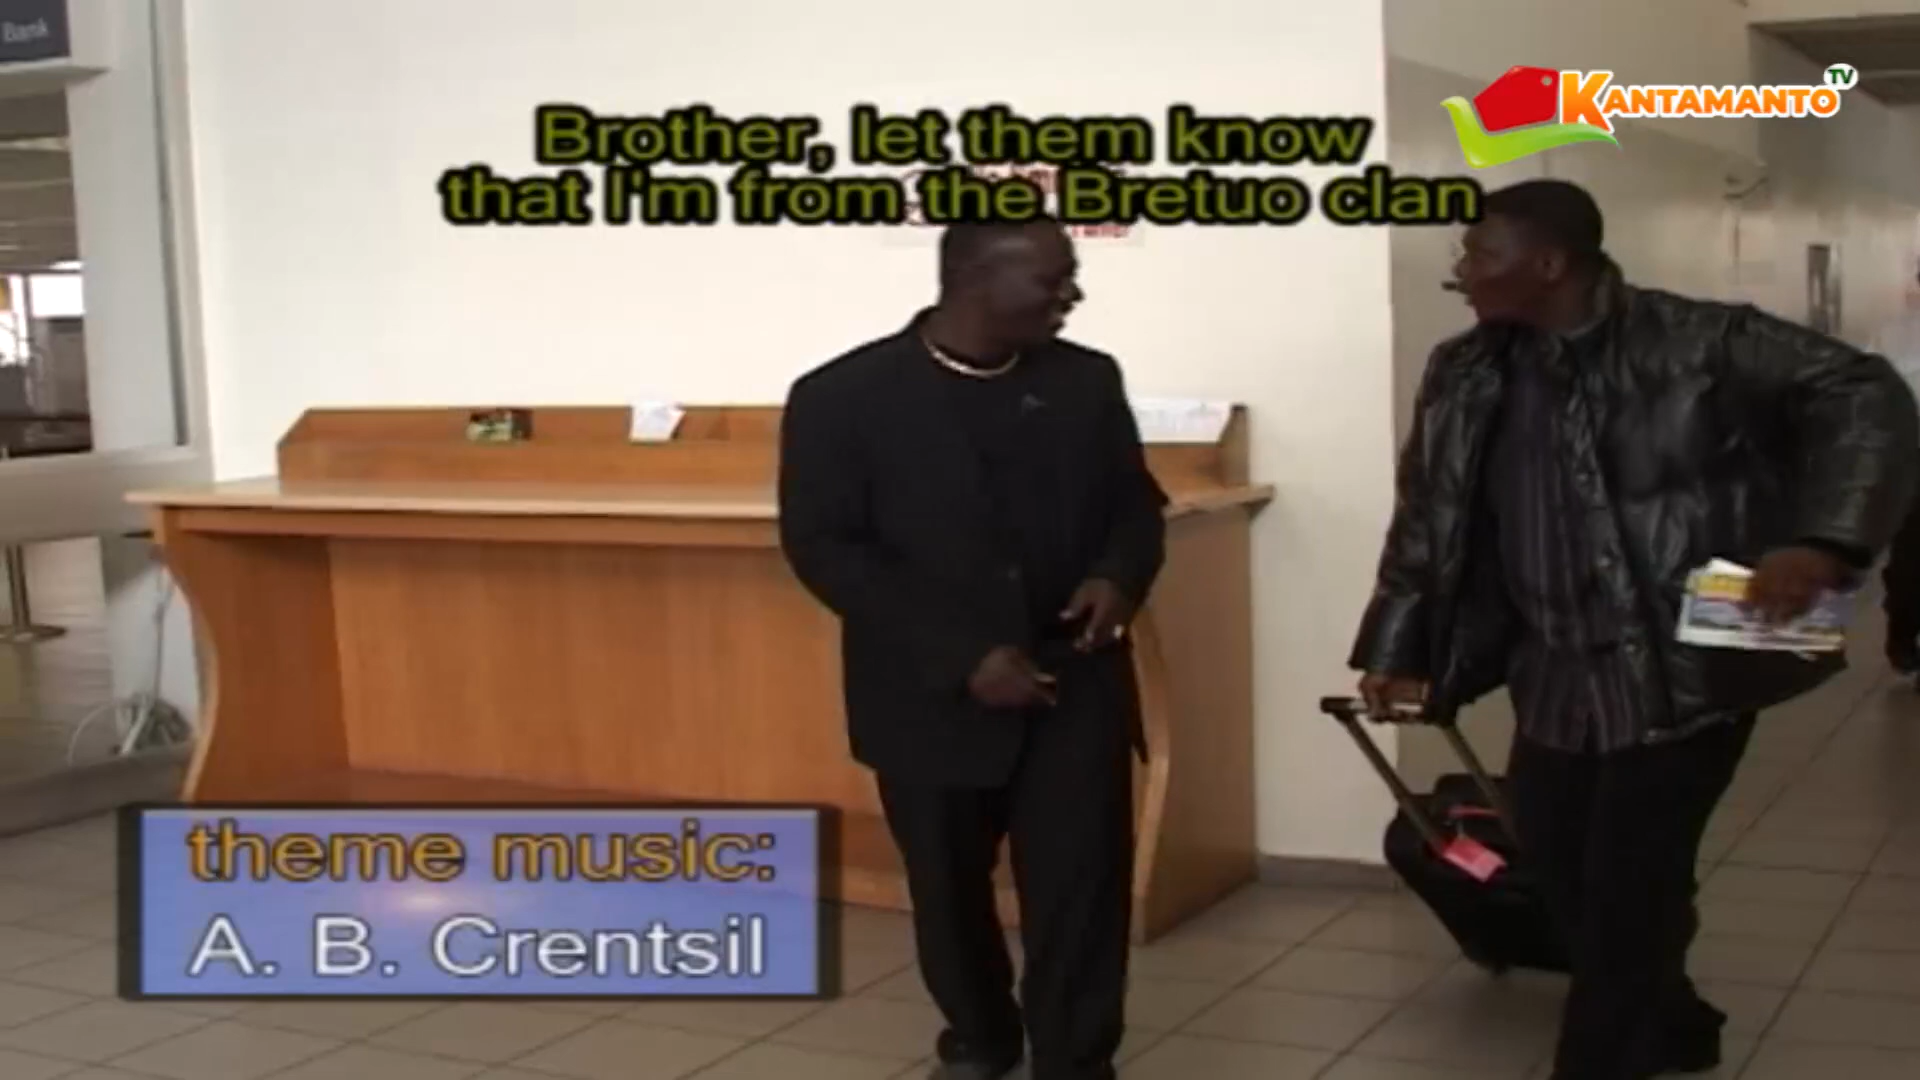 Bank
KANTAMANTO TV
Brother, let them know
that I'm from the Bretuo clan
theme music:
A. B. Crentsil